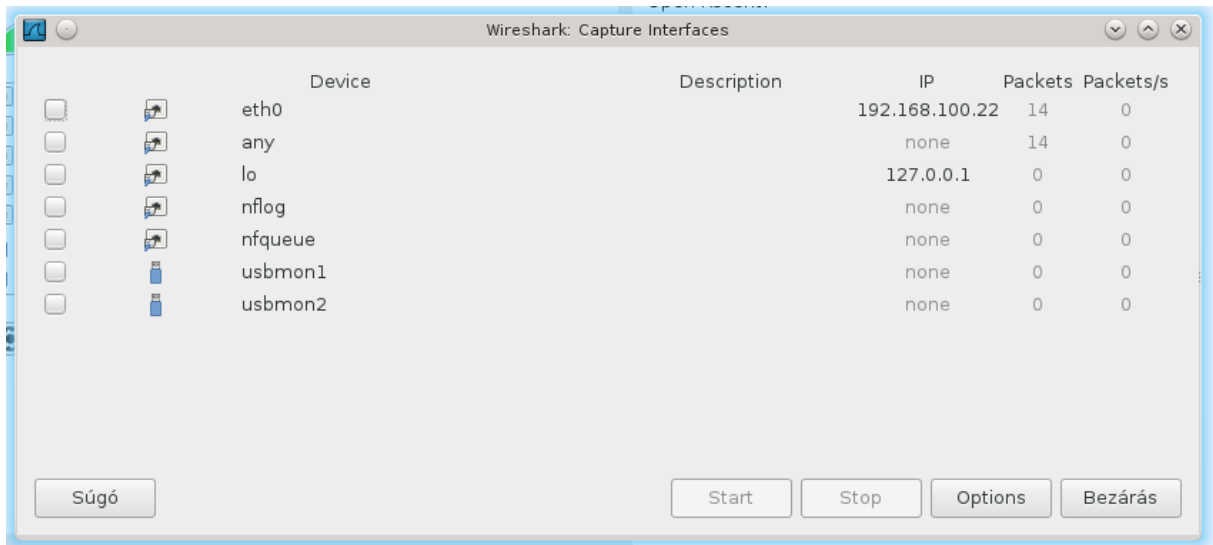 Wireshark: Capture Interfaces
Device Description IP Packets Packets/s
eth0 192.168.100.22 14 0
any none 14 0
lo 127.0.0.1 0 0
nflog none 0 0
nfqueue none 0 0
usbmon1 none 0 0
usbmon2 none 0 0
Súgó Start Stop Options Bezárás